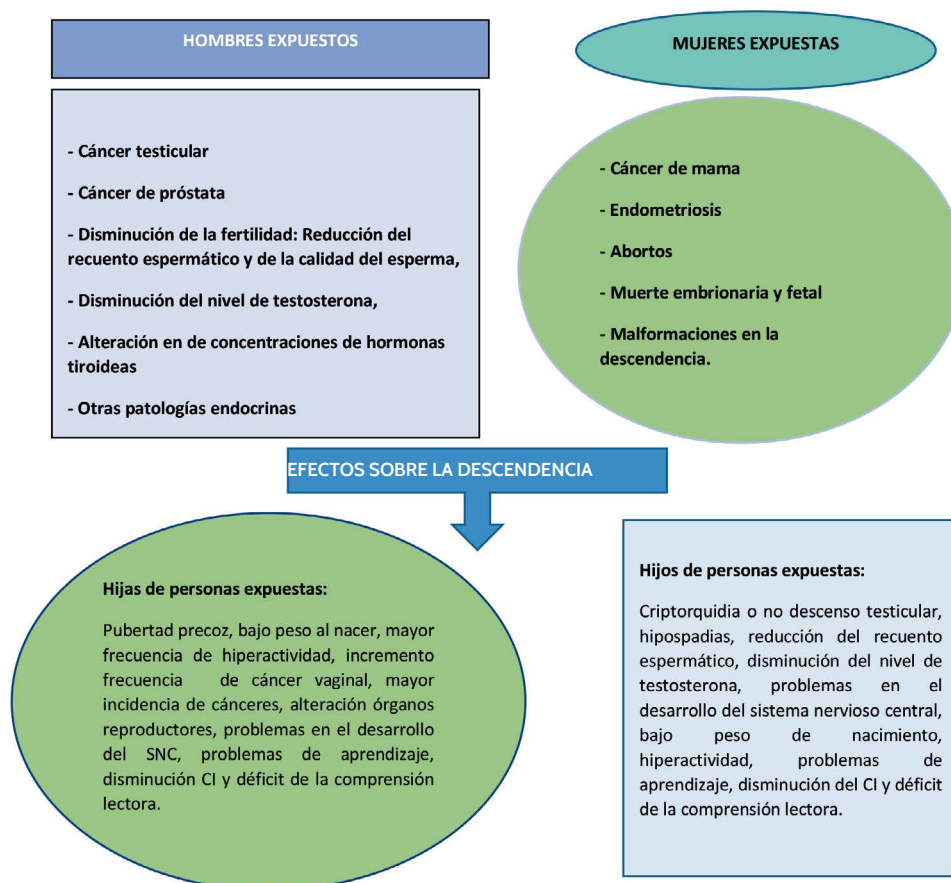 HOMBRES EXPUESTOS
- Cáncer testicular
- Cáncer de próstata
- Disminución de la fertilidad: Reducción del
recuento espermático y de la calidad del esperma,
- Disminución del nivel de testosterona,
- Alteración en de concentraciones de hormonas
tiroideas
- Otras patologías endocrinas
MUJERES EXPUESTAS
- Cáncer de mama
- Endometriosis
- Abortos
- Muerte embrionaria y fetal
- Malformaciones en la
descendencia.
EFECTOS SOBRE LA DESCENDENCIA
Hijas de personas expuestas:
Pubertad precoz, bajo peso al nacer, mayor
frecuencia de hiperactividad, incremento
frecuencia de cáncer vaginal, mayor
incidencia de cánceres, alteración órganos
reproductores, problemas en el desarrollo
del SNC, problemas de aprendizaje,
disminución CI y déficit de la comprensión
lectora.
Hijos de personas expuestas:
Criptorquidia o no descenso testicular,
hipospadias, reducción del recuento
espermático, disminución del nivel de
testosterona, problemas en el
desarrollo del sistema nervioso central,
bajo peso de nacimiento,
hiperactividad, problemas de
aprendizaje, disminución del CI y déficit
de la comprensión lectora.